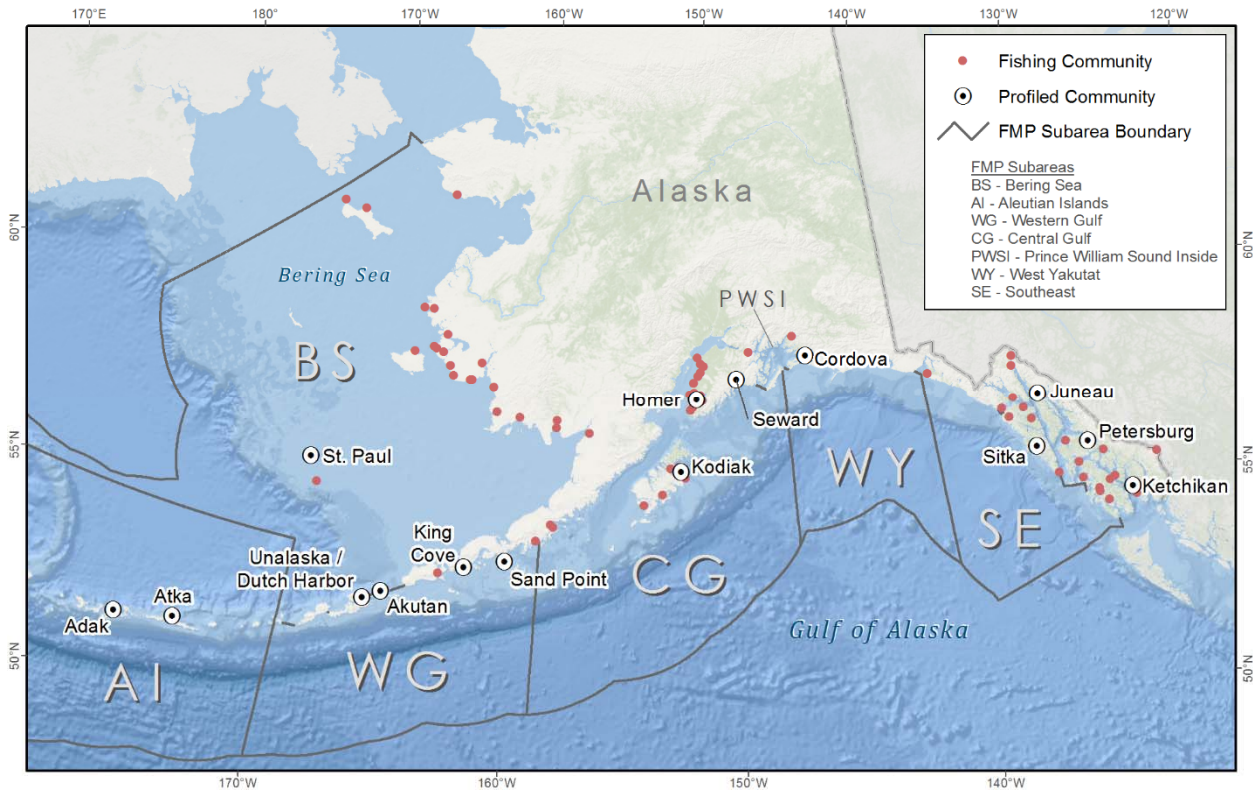 170°E
180°
170°W
160°W
150°W
140°W
130°W
120°W
Fishing Community
Profiled Community
FMP Subarea Boundary
FMP Subareas
BS - Bering Sea
AI - Aleutian Islands
WG - Western Gulf
CG - Central Gulf
PWSI - Prince William Sound Inside
WY - West Yakutat
SE - Southeast
Alaska
60°N
60°N
Bering Sea
PWSI
BS
Cordova
Juneau
Homer
Seward
Petersburg
55°N
55°N
St. Paul
Kodiak
WY
Sitka
Ketchikan
SE
King
Cove
Unalaska /
Dutch Harbor
Sand Point
CG
Atka
Akutan
Adak
Gulf of Alaska
50°N
50°N
AI
WG
170°W
160°W
150°W
140°W